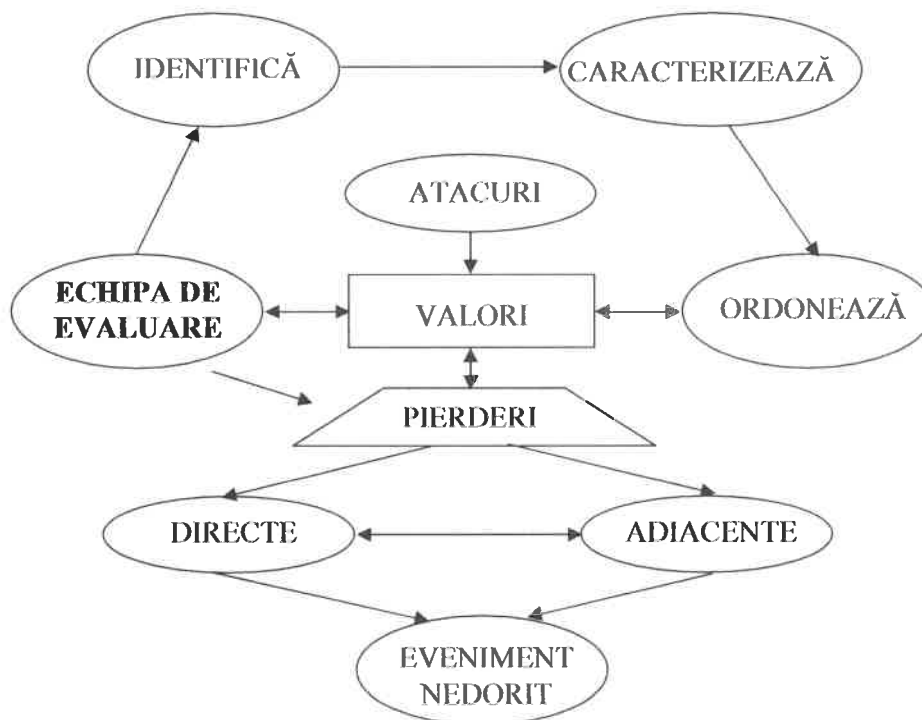 IDENTIFICĂ
CARACTERIZEAZĂ
ATACURI
ECHIPA DE
EVALUARE
VALORI
ORDONEAZĂ
PIERDERI
DIRECTE
ADIACENTE
EVENIMENT
NEDORIT